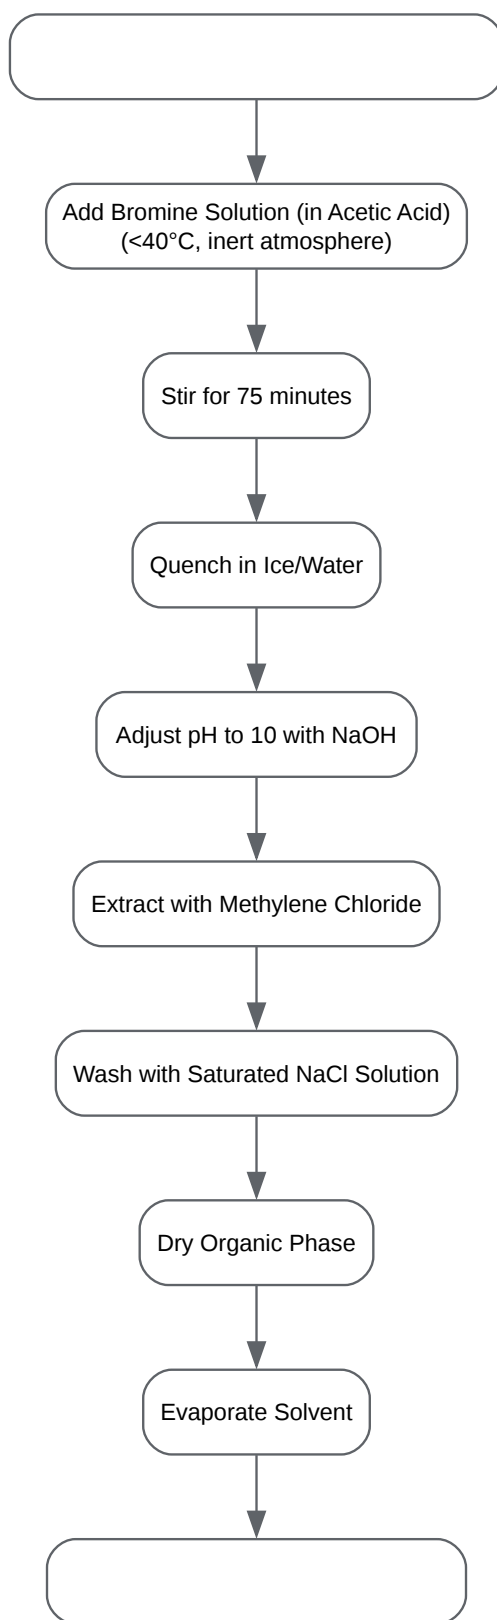 Add Bromine Solution (in Acetic Acid)
(<40°C, inert atmosphere)
Stir for 75 minutes
Quench in Ice/Water
Adjust pH to 10 with NaOH
Extract with Methylene Chloride
Wash with Saturated NaCl Solution
Dry Organic Phase
Evaporate Solvent